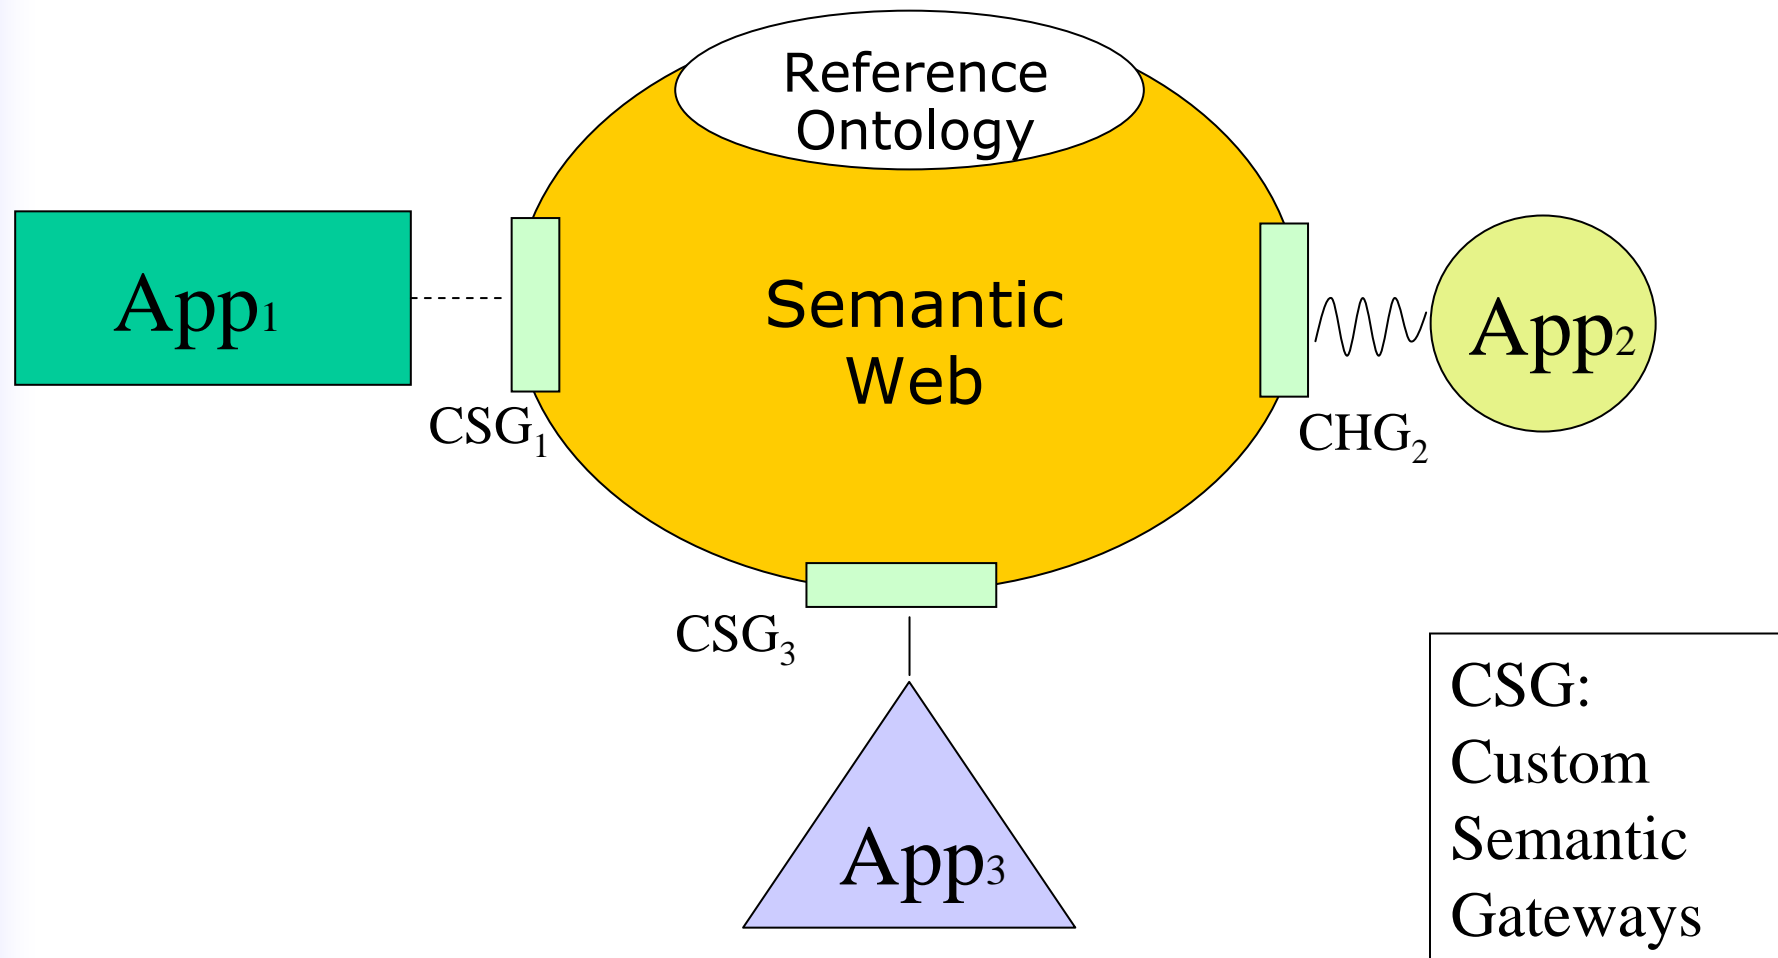 Reference
Ontology
App1
Semantic
Web
App2
CSG1
CHG2
CSG3
App3
CSG:
Custom
Semantic
Gateways